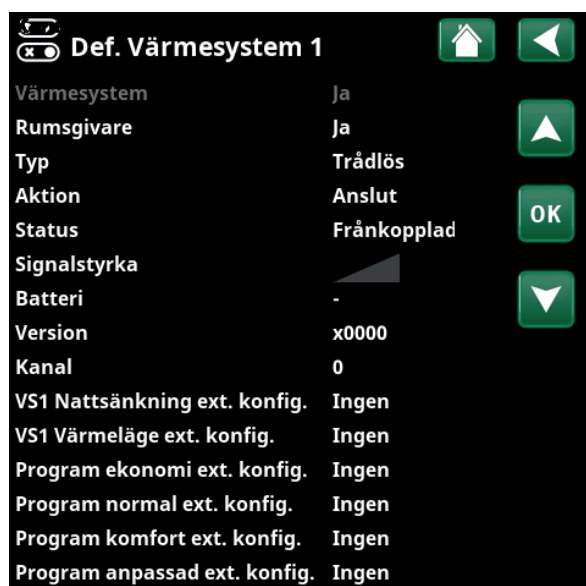 Def. Värmesystem 1
Värmesystem Ja
Rumsgivare Ja
Typ Trådlös
Aktion Anslut
Status Frånkopplad
OK
Signalstyrka
Batteri -
Version x0000
Kanal 0
VS1 Nattsänkning ext. konfig. Ingen
VS1 Värmeläge ext. konfig. Ingen
Program ekonomi ext. konfig. Ingen
Program normal ext. konfig. Ingen
Program komfort ext. konfig. Ingen
Program anpassad ext. konfig. Ingen